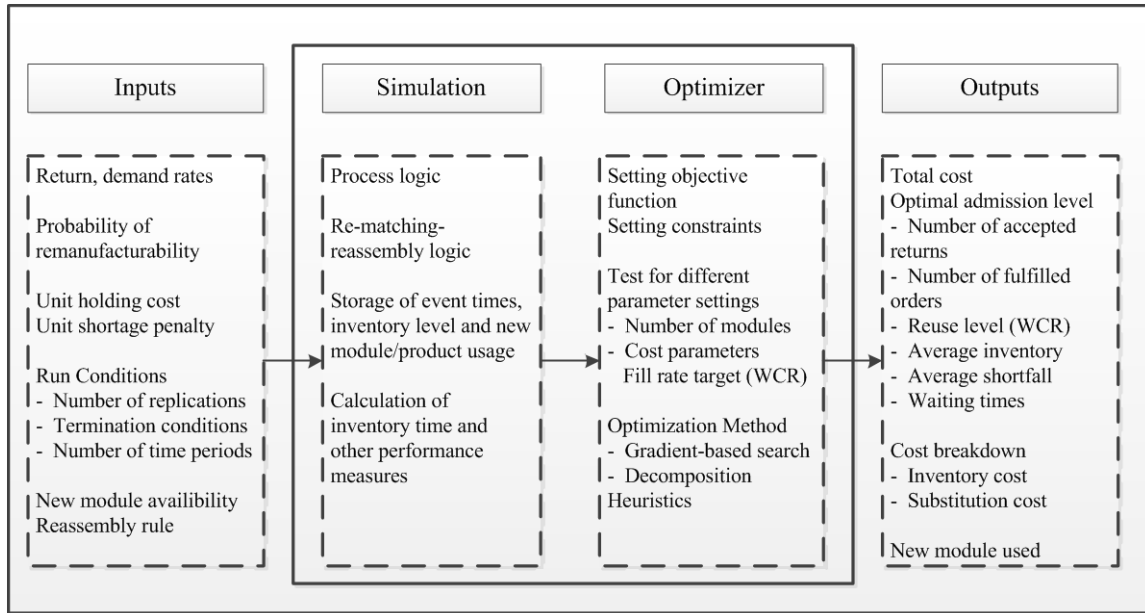 Inputs
Return, demand rates
Probability of
remanufacturability
Unit holding cost
Unit shortage penalty
Run Conditions
- Number of replications
- Termination conditions
- Number of time periods
New module availibility
Reassembly rule
Simulation
Process logic
Re-matching-
reassembly logic
Storage of event times,
inventory level and new
module/product usage
Calculation of
inventory time and
other performance
measures
Optimizer
Setting objective
function
Setting constraints
Test for different
parameter settings
- Number of modules
- Cost parameters
Fill rate target (WCR)
Optimization Method
- Gradient-based search
- Decomposition
Heuristics
Outputs
Total cost
Optimal admission level
- Number of accepted
returns
- Number of fulfilled
orders
- Reuse level (WCR)
- Average inventory
- Average shortfall
- Waiting times
Cost breakdown
- Inventory cost
- Substitution cost
New module used